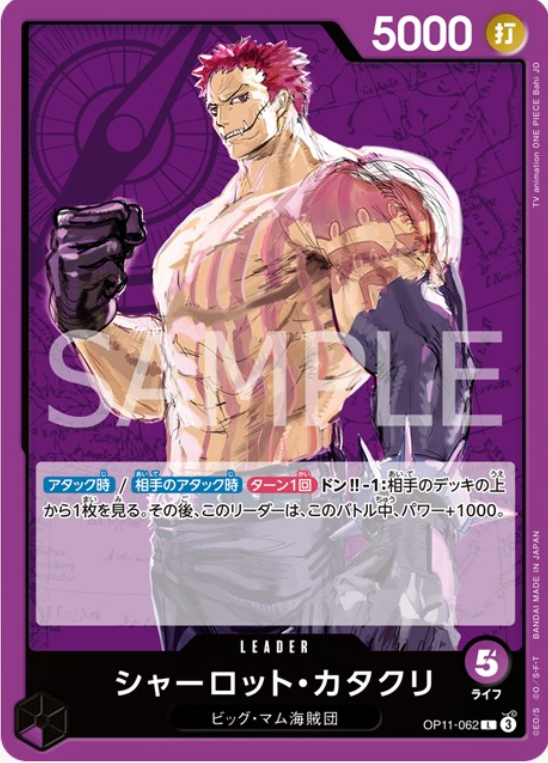 5000 打
TV animation ONE PIECE Bahi JD
SAMPLE
アタック時 / 相手のアタック時 ターン1回 ドン!!-1:相手のデッキの上
から1枚を見る。その後、このリーダーは、このバトル中、パワー+1000。
LEADER
シャーロット・カタクリ
5
ライフ
ビッグ・マム海賊団
OP11-062 L 3
©E.O/S ©O/S・F・T BANDAI MADE IN JAPAN